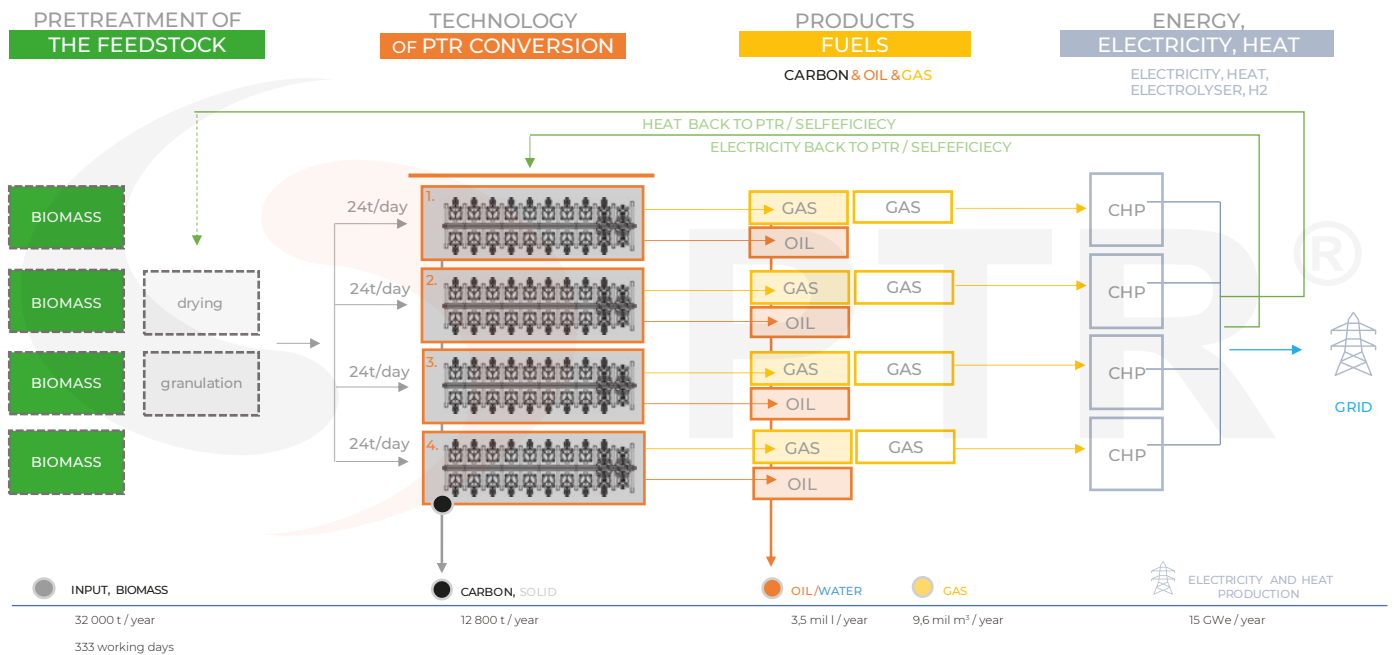 PRETREATMENT OF
THE FEEDSTOCK
TECHNOLOGY
OF PTR CONVERSION
PRODUCTS
FUELS
CARBON & OIL & GAS
ENERGY,
ELECTRICITY, HEAT
ELECTRICITY, HEAT,
ELECTROLYSER, H2
HEAT BACK TO PTR / SELFEFICIECY
ELECTRICITY BACK TO PTR / SELFEFICIECY
BIOMASS
BIOMASS
BIOMASS
BIOMASS
drying
granulation
24t/day
24t/day
24t/day
24t/day
1.
2.
3.
4.
GAS
GAS
OIL
GAS
GAS
OIL
GAS
GAS
OIL
GAS
GAS
OIL
CHP
CHP
CHP
CHP
PTR®
GRID
INPUT, BIOMASS
32 000 t / year
333 working days
CARBON, SOLID
12 800 t / year
OIL/WATER
3,5 mil l / year
GAS
9,6 mil m³ / year
ELECTRICITY AND HEAT
PRODUCTION
15 GWe / year